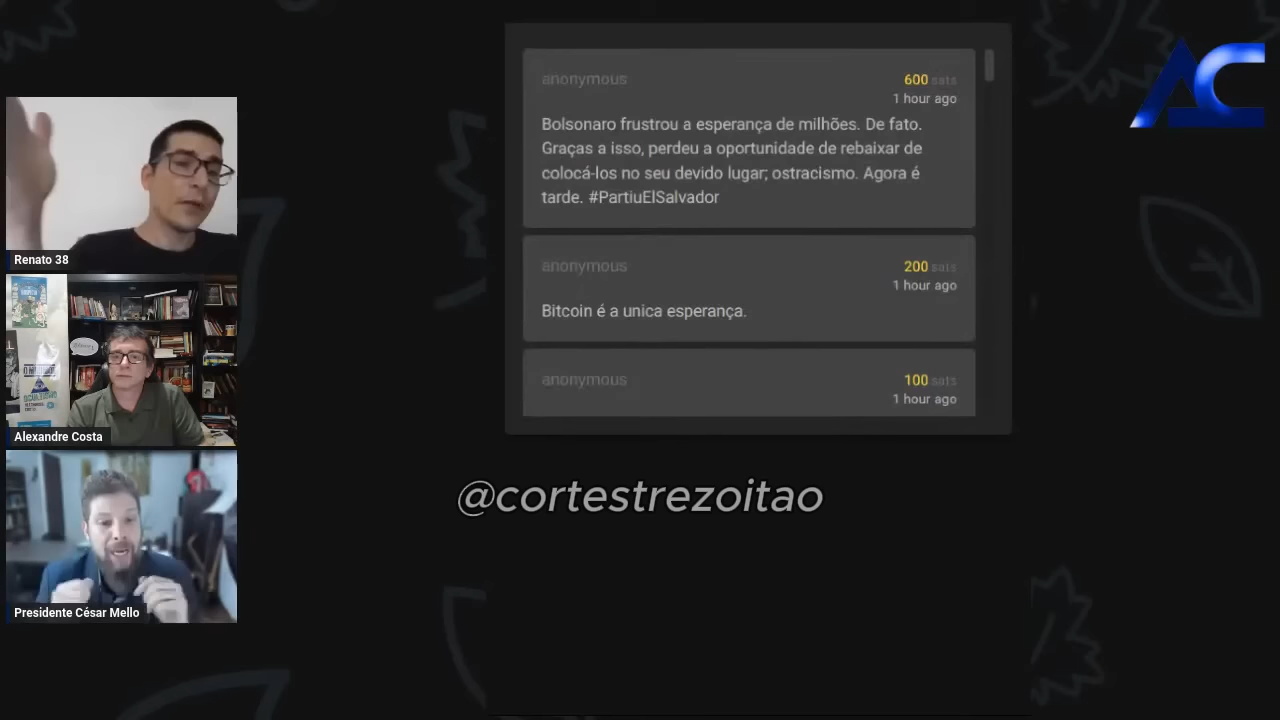 anonymous
600 sats
1 hour ago
Bolsonaro frustrou a esperança de milhões. De fato.
Graças a isso, perdeu a oportunidade de rebaixar de
colocá-los no seu devido lugar; ostracismo. Agora é
tarde. #PartiuElSalvador
anonymous
200 sats
1 hour ago
Bitcoin é a unica esperança.
anonymous
100 sats
1 hour ago
@cortestrezoitao
AC
Renato 38
Alexandre Costa
Presidente César Mello